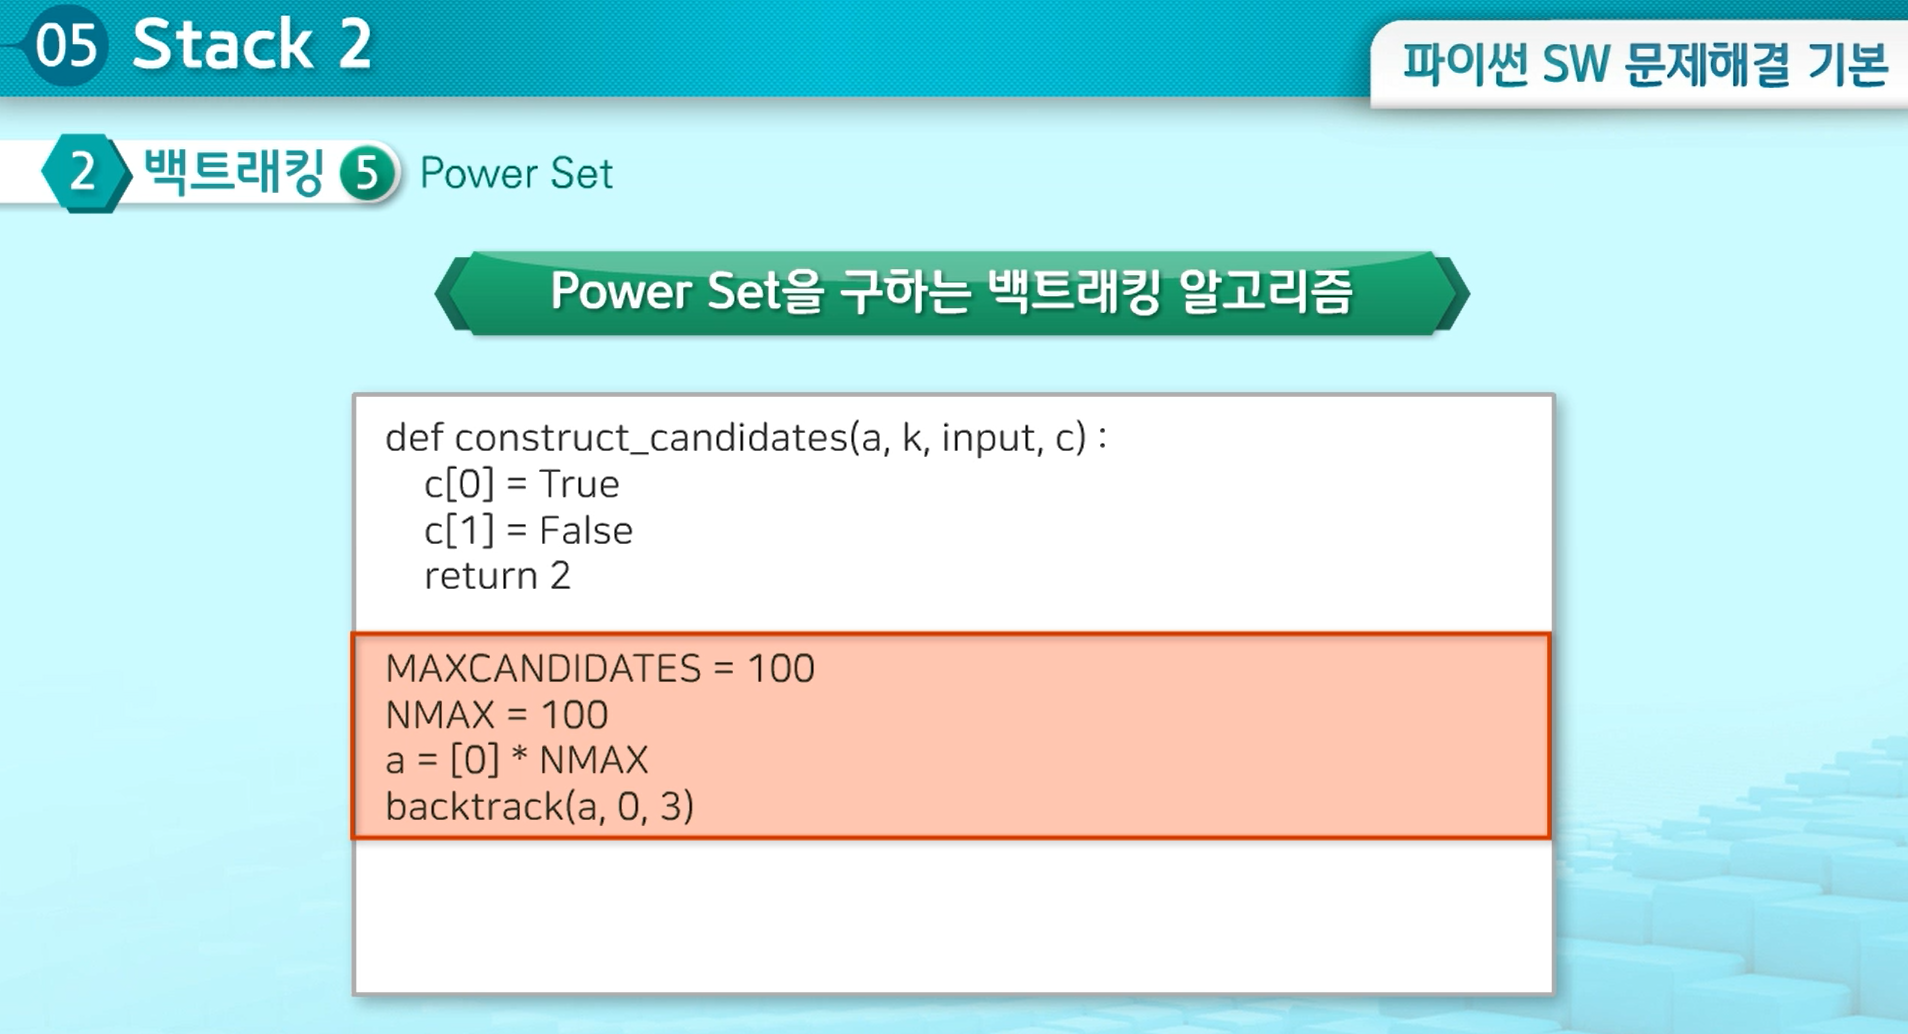 05 Stack 2
파이썬 SW 문제해결 기본
2 백트래킹 5 Power Set
Power Set을 구하는 백트래킹 알고리즘
def construct_candidates(a, k, input, c) :
    c[0] = True
    c[1] = False
    return 2
MAXCANDIDATES = 100
NMAX = 100
a = [0] * NMAX
backtrack(a, 0, 3)